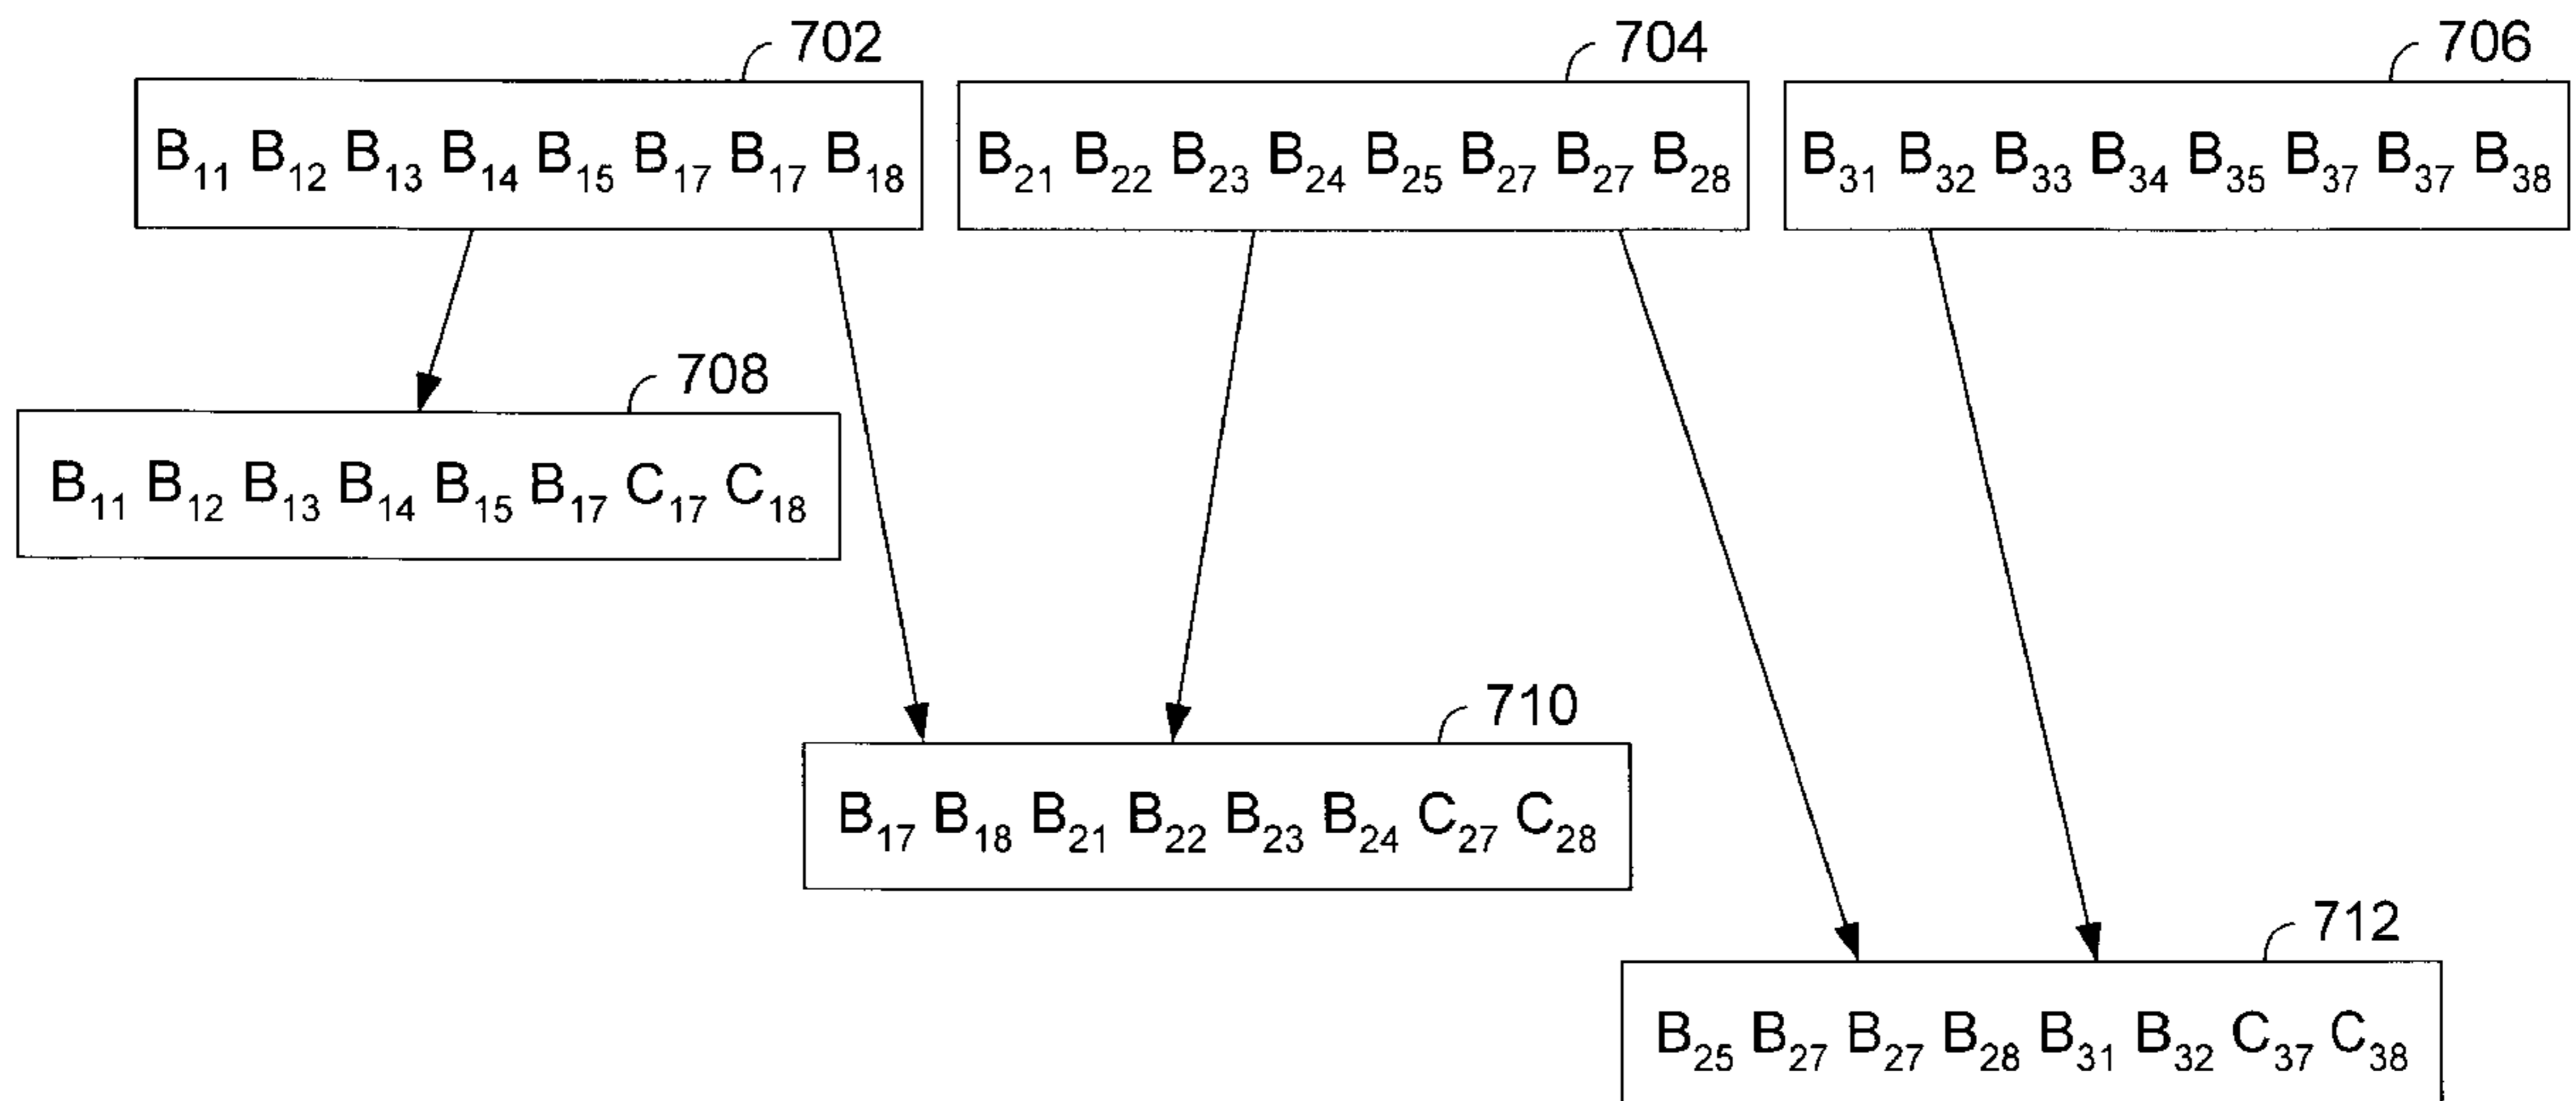 702 704 706
B₁₁ B₁₂ B₁₃ B₁₄ B₁₅ B₁₇ B₁₇ B₁₈ B₂₁ B₂₂ B₂₃ B₂₄ B₂₅ B₂₇ B₂₇ B₂₈ B₃₁ B₃₂ B₃₃ B₃₄ B₃₅ B₃₇ B₃₇ B₃₈
708
B₁₁ B₁₂ B₁₃ B₁₄ B₁₅ B₁₇ C₁₇ C₁₈
710
B₁₇ B₁₈ B₂₁ B₂₂ B₂₃ B₂₄ C₂₇ C₂₈
712
B₂₅ B₂₇ B₂₇ B₂₈ B₃₁ B₃₂ C₃₇ C₃₈